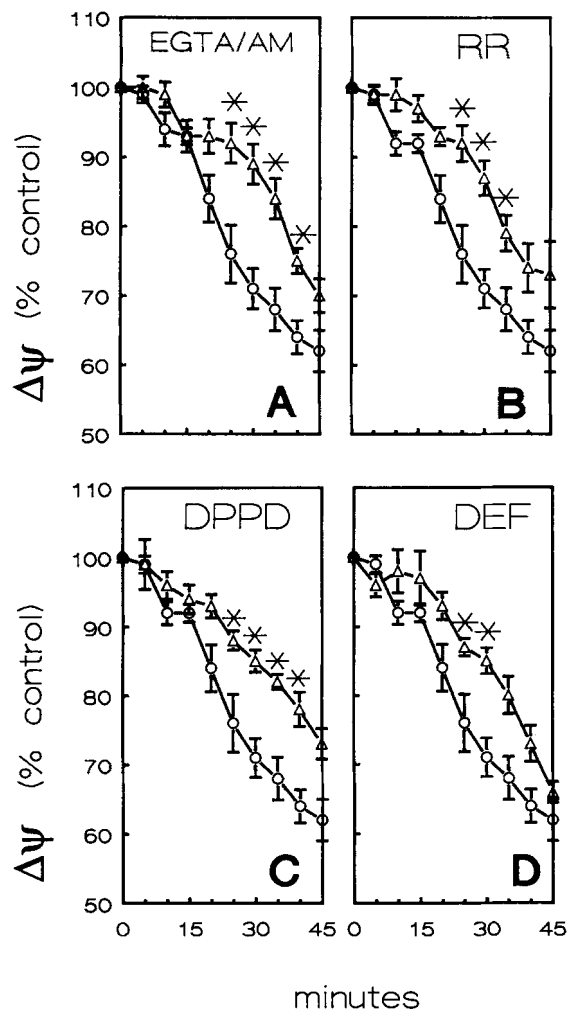 110
100
90
80
70
60
50
Δψ (% control)
EGTA/AM
A
RR
B
110
100
90
80
70
60
50
Δψ (% control)
DPPD
C
DEF
D
0 15 30 45
0 15 30 45
minutes